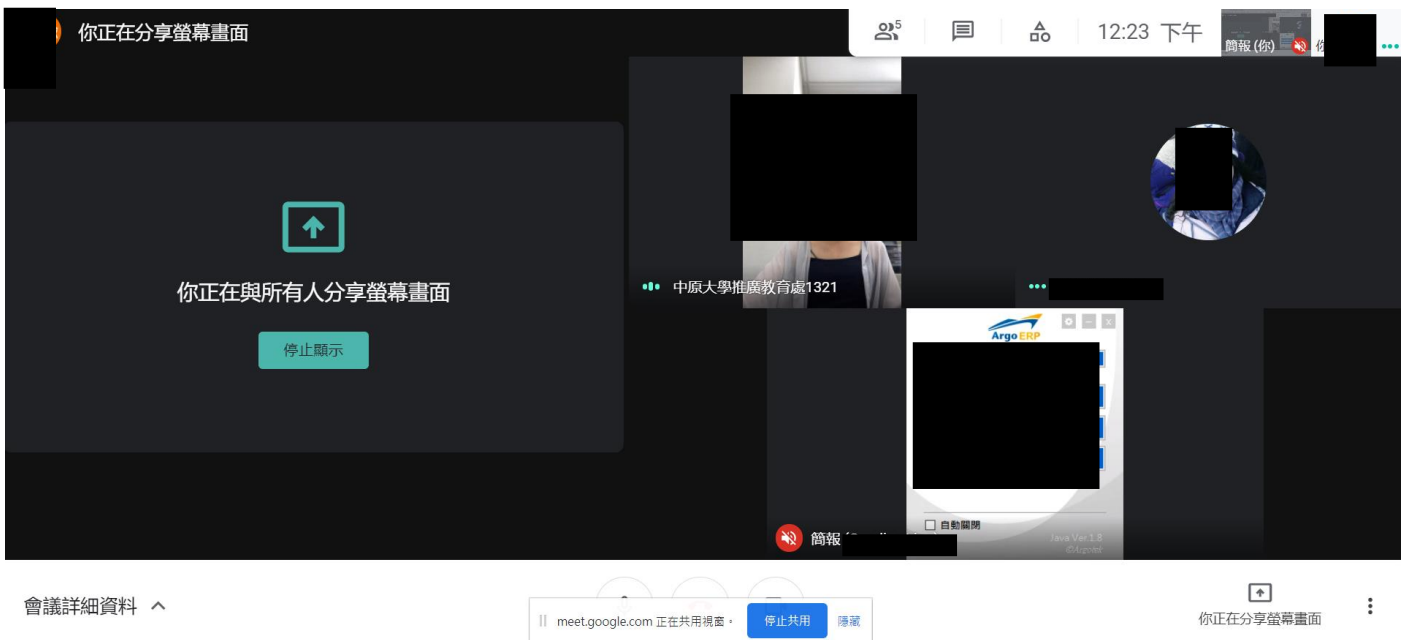 你正在分享螢幕畫面
5
12:23 下午
簡報 (你)
你正在與所有人分享螢幕畫面
停止顯示
中原大學推廣教育處1321
Argo ERP
自動關閉
Java Ver.1.8
簡報
會議詳細資料
meet.google.com 正在共用視窗。
停止共用
隱藏
你正在分享螢幕畫面